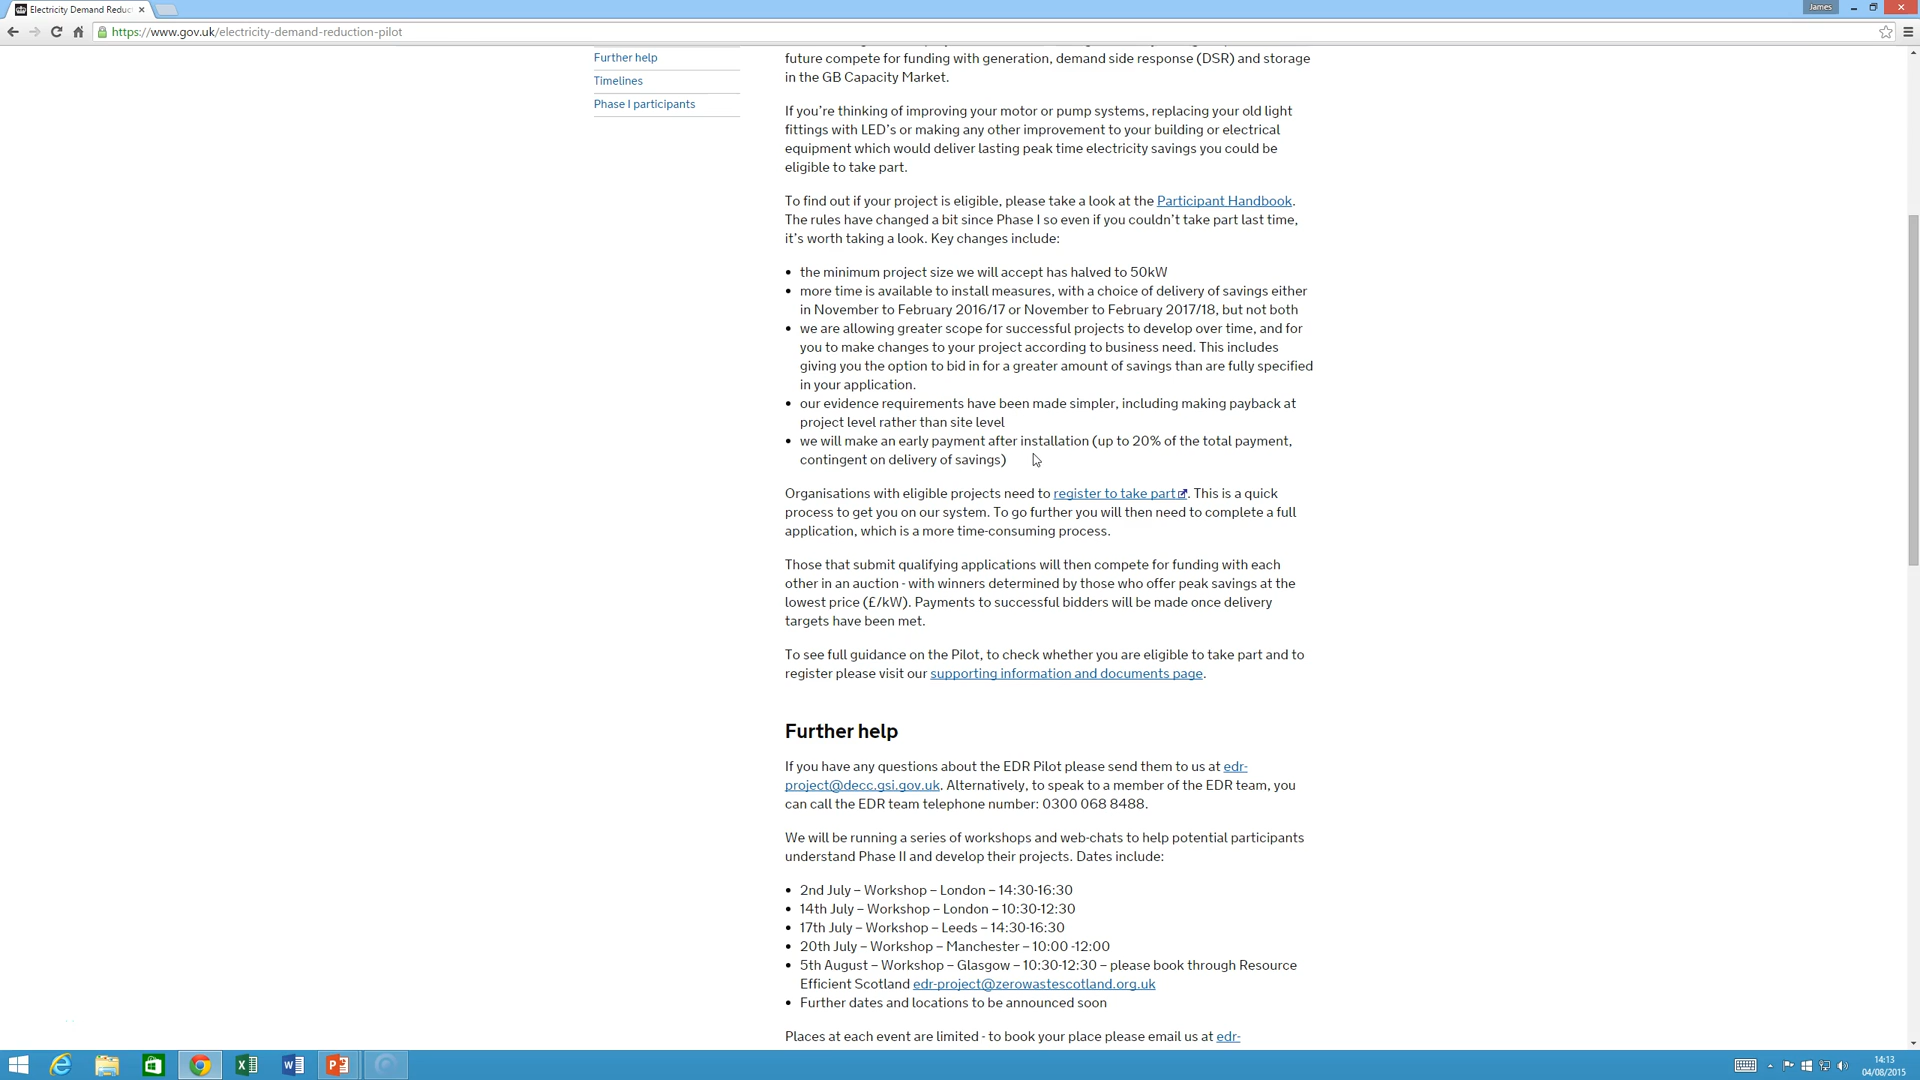 Electricity Demand Reduc
James
https://www.gov.uk/electricity-demand-reduction-pilot
Further help
Timelines
Phase I participants
future compete for funding with generation, demand side response (DSR) and storage
in the GB Capacity Market.
If you're thinking of improving your motor or pump systems, replacing your old light
fittings with LED's or making any other improvement to your building or electrical
equipment which would deliver lasting peak time electricity savings you could be
eligible to take part.
To find out if your project is eligible, please take a look at the Participant Handbook.
The rules have changed a bit since Phase I so even if you couldn't take part last time,
it's worth taking a look. Key changes include:
• the minimum project size we will accept has halved to 50kW
• more time is available to install measures, with a choice of delivery of savings either
in November to February 2016/17 or November to February 2017/18, but not both
• we are allowing greater scope for successful projects to develop over time, and for
you to make changes to your project according to business need. This includes
giving you the option to bid in for a greater amount of savings than are fully specified
in your application.
• our evidence requirements have been made simpler, including making payback at
project level rather than site level
• we will make an early payment after installation (up to 20% of the total payment,
contingent on delivery of savings)
Organisations with eligible projects need to register to take part. This is a quick
process to get you on our system. To go further you will then need to complete a full
application, which is a more time-consuming process.
Those that submit qualifying applications will then compete for funding with each
other in an auction - with winners determined by those who offer peak savings at the
lowest price (£/kW). Payments to successful bidders will be made once delivery
targets have been met.
To see full guidance on the Pilot, to check whether you are eligible to take part and to
register please visit our supporting information and documents page.
Further help
If you have any questions about the EDR Pilot please send them to us at edr-
project@decc.gsi.gov.uk. Alternatively, to speak to a member of the EDR team, you
can call the EDR team telephone number: 0300 068 8488.
We will be running a series of workshops and web-chats to help potential participants
understand Phase II and develop their projects. Dates include:
• 2nd July – Workshop – London – 14:30-16:30
• 14th July – Workshop – London – 10:30-12:30
• 17th July – Workshop – Leeds – 14:30-16:30
• 20th July – Workshop – Manchester – 10:00 -12:00
• 5th August – Workshop – Glasgow – 10:30-12:30 – please book through Resource
Efficient Scotland edr-project@zerowastescotland.org.uk
• Further dates and locations to be announced soon
Places at each event are limited - to book your place please email us at edr-
14:13
04/08/2015